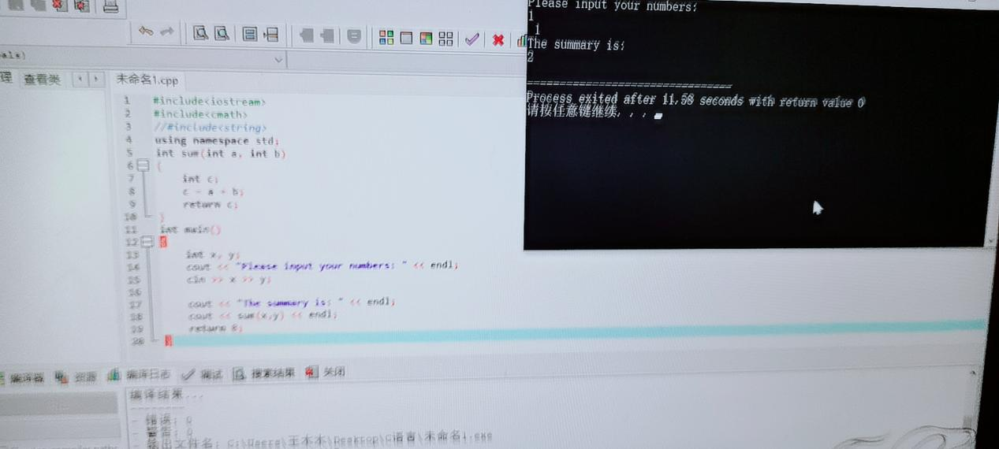 Please input your numbers:
1
1
The summary is:
2
Process exited after 11.58 seconds with return value 0
请按任意键继续. . .
als)
理 查看类 未命名1.cpp
1 #include<iostream>
2 #include<cmath>
3 //#include<string>
4 using namespace std;
5 int sum(int a, int b)
6 {
7 int c;
8 c = a + b;
9 return c;
10 }
11 int main()
12 {
13 int x, y;
14 cout << "Please input your numbers: " << endl;
15 cin >> x >> y;
16
17 cout << "The summary is: " << endl;
18 cout << sum(x,y) << endl;
19 return 0;
20 }
编译器 资源 编译日志 调试 搜索结果 关闭
编译结果...
--------
- 错误: 0
- 警告: 0
- 输出文件名: C:\Users\王木木\Desktop\C语言\未命名1.exe